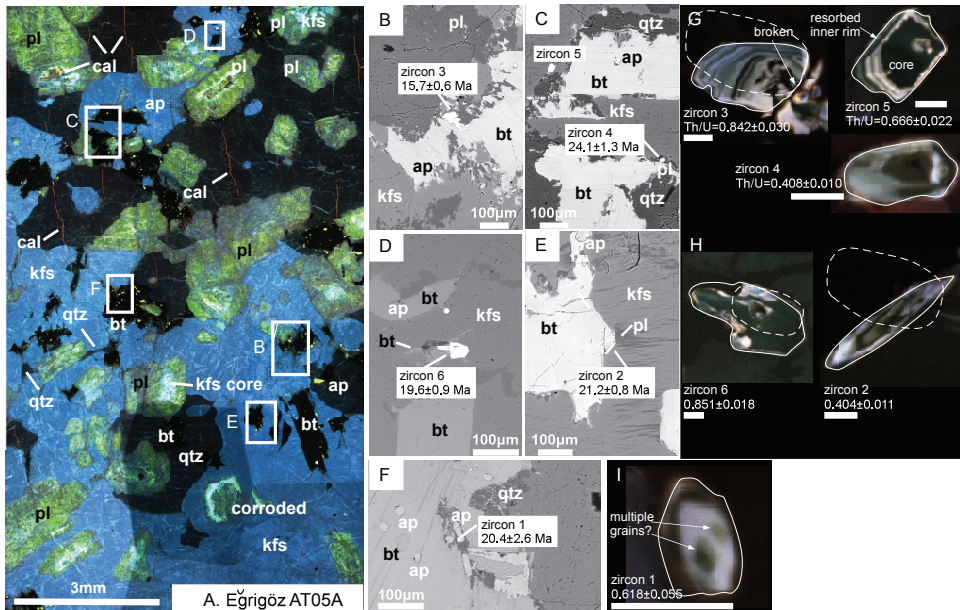 pl
kfs
D
pl
pl
cal
ap
C
cal
pl
cal
kfs
F
qtz
bt
B
pl
kfs core
ap
qtz
E
bt
bt
qtz
pl
corroded
kfs
3mm
A. Eğrigöz AT05A
B
pl
zircon 3
15.7±0.6 Ma
bt
ap
kfs
100µm
C
qtz
zircon 5
ap
bt
kfs
zircon 4
24.1±1.3 Ma
pl
bt
qtz
100µm
D
bt
ap
kfs
bt
zircon 6
19.6±0.9 Ma
bt
100µm
E
ap
kfs
bt
pl
zircon 2
21.2±0.8 Ma
100µm
F
qtz
ap
ap
zircon 1
20.4±2.6 Ma
bt
ap
100µm
G
broken
resorbed
inner rim
core
zircon 3
Th/U=0.842±0.030
zircon 5
Th/U=0.666±0.022
zircon 4
Th/U=0.408±0.010
H
zircon 6
0.851±0.018
zircon 2
0.404±0.011
I
multiple
grains?
zircon 1
0.618±0.055